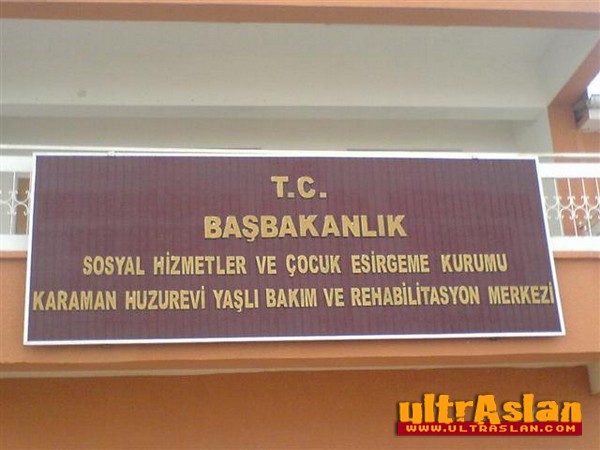 T.C.
BAŞBAKANLIK
SOSYAL HİZMETLER VE ÇOCUK ESİRGEME KURUMU
KARAMAN HUZUREVİ YAŞLI BAKIM VE REHABİLİTASYON MERKEZİ
ultrAslan
WWW.ULTRASLAN.COM